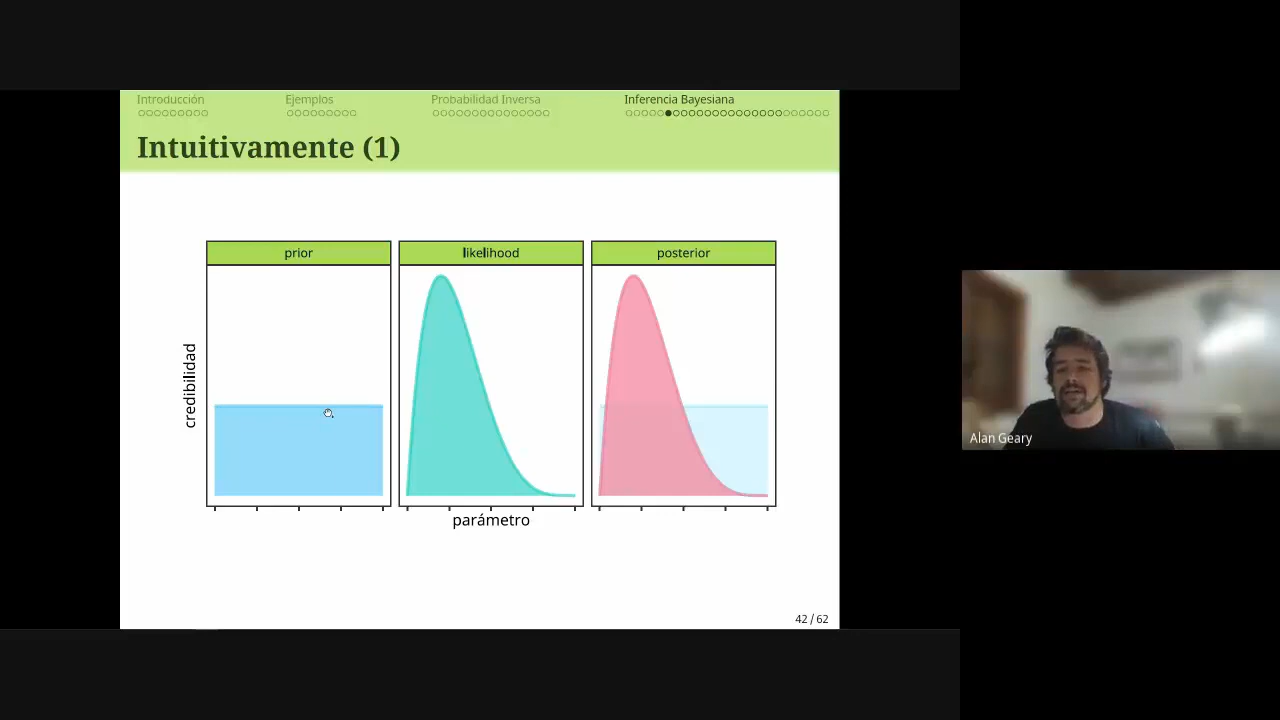 Introducción Ejemplos Probabilidad Inversa Inferencia Bayesiana
Intuitivamente (1)
prior likelihood posterior
credibilidad
parámetro
42 / 62
Alan Geary